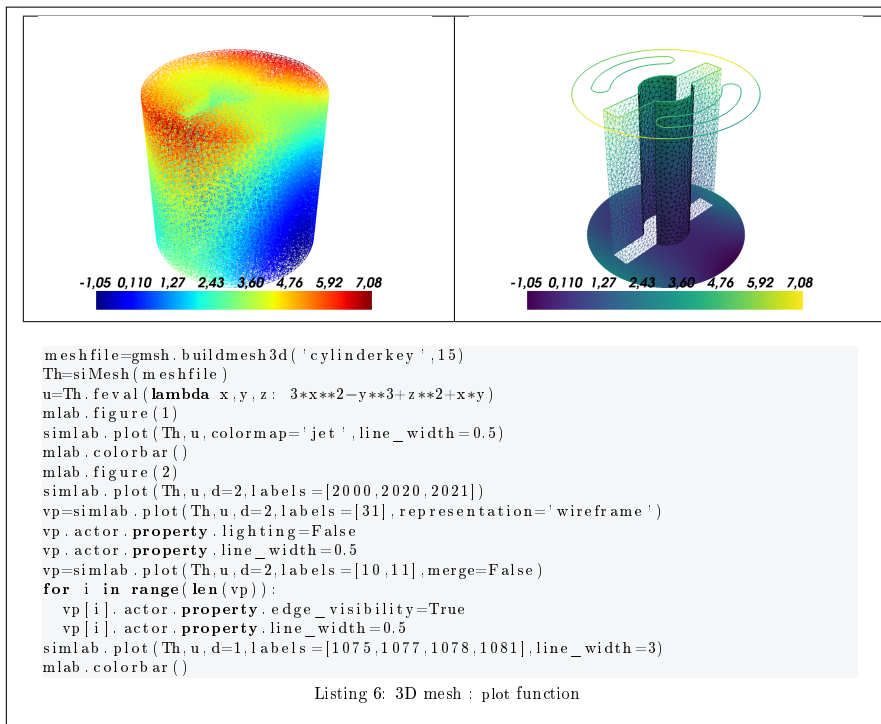 -1,05 0,110 1,27 2,43 3,60 4,76 5,92 7,08
-1,05 0,110 1,27 2,43 3,60 4,76 5,92 7,08
meshfile=gmsh.buildmesh3d('cylinderkey',15)
Th=siMesh(meshfile)
u=Th.feval(lambda x,y,z: 3*x**2-y**3+z**2+x*y)
mlab.figure(1)
simlab.plot(Th,u,colormap='jet',line_width=0.5)
mlab.colorbar()
mlab.figure(2)
simlab.plot(Th,u,d=2,labels=[2000,2020,2021])
vp=simlab.plot(Th,u,d=2,labels=[31],representation='wireframe')
vp.actor.property.lighting=False
vp.actor.property.line_width=0.5
vp=simlab.plot(Th,u,d=2,labels=[10,11],merge=False)
for i in range(len(vp)):
  vp[i].actor.property.edge_visibility=True
  vp[i].actor.property.line_width=0.5
simlab.plot(Th,u,d=1,labels=[1075,1077,1078,1081],line_width=3)
mlab.colorbar()
Listing 6: 3D mesh : plot function